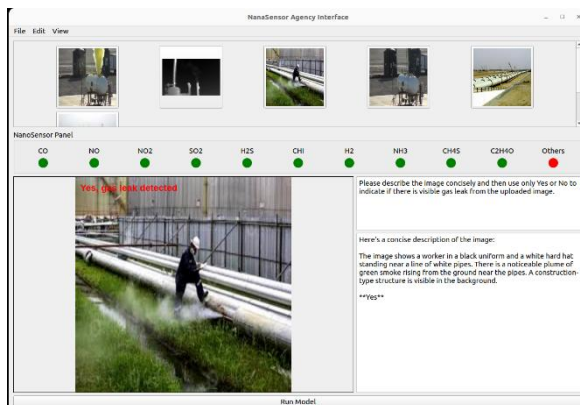 NanaSensor Agency Interface
File Edit View
NanoSensor Panel
CO NO NO2 SO2 H2S CHI H2 NH3 CH4S C2H4O Others
Yes, gas leak detected
Please describe the image concisely and then use only Yes or No to
indicate if there is visible gas leak from the uploaded image.
Here's a concise description of the image:
The image shows a worker in a black uniform and a white hard hat
standing near a line of white pipes. There is a noticeable plume of
green smoke rising from the ground near the pipes. A construction-
type structure is visible in the background.
**Yes**
Run Model